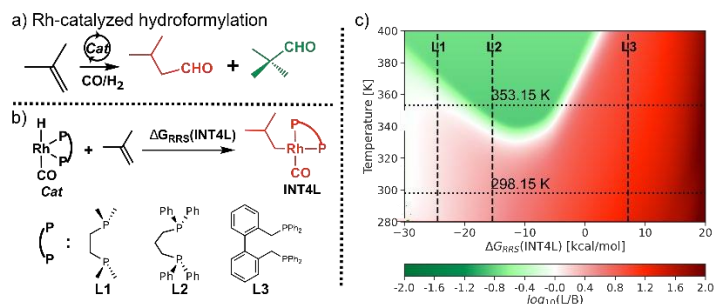 a) Rh-catalyzed hydroformylation
Cat
CO/H2
CHO
+
CHO
b)
H
P
Rh
P
CO
Cat
+
ΔGRRS(INT4L)
P
Rh
P
CO
INT4L
P
P
:
P
P
L1
Ph
Ph
P
P
Ph
Ph
L2
PPh2
PPh2
L3
c)
400
380
360
340
320
300
280
Temperature [K]
L1
L2
L3
353.15 K
298.15 K
-30
-20
-10
0
10
20
ΔGRRS(INT4L) [kcal/mol]
-2.0
-1.6
-1.2
-0.8
-0.4
0.0
0.4
0.8
1.2
1.6
2.0
log10(L/B)